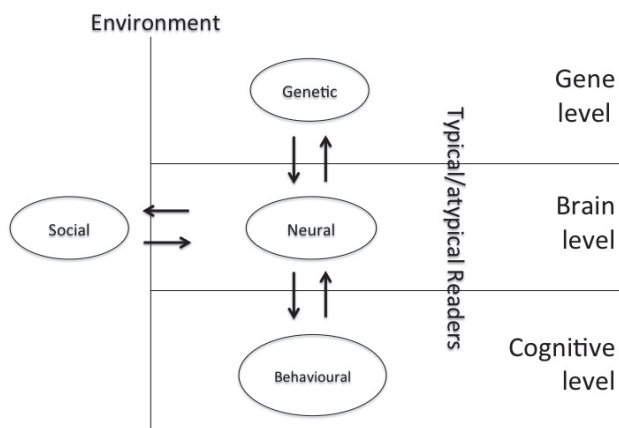 Environment
Genetic
Gene
level
Typical/atypical Readers
Social
Neural
Brain
level
Behavioural
Cognitive
level